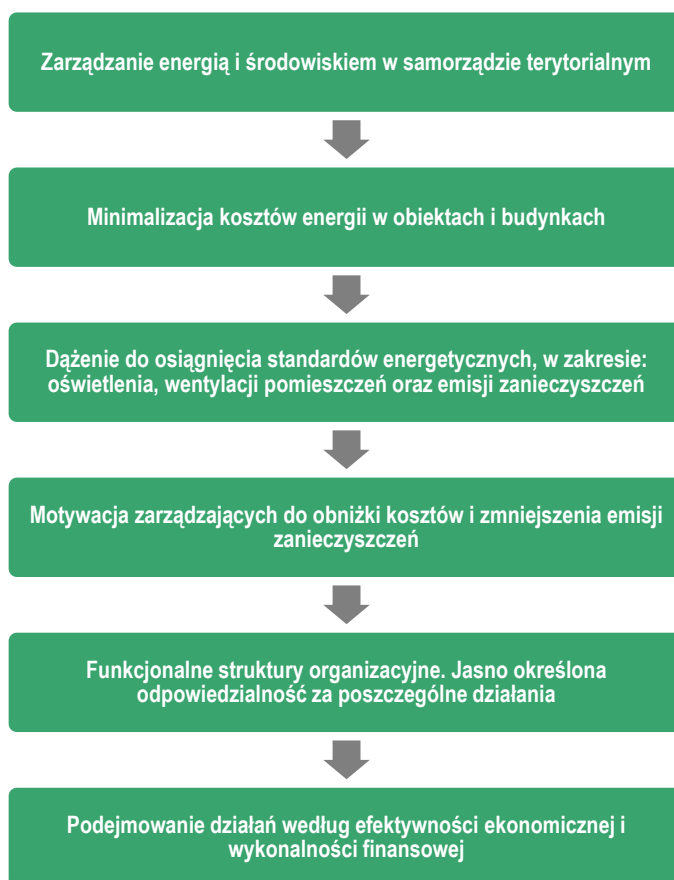 Zarządzanie energią i środowiskiem w samorządzie terytorialnym
Minimalizacja kosztów energii w obiektach i budynkach
Dążenie do osiągnięcia standardów energetycznych, w zakresie:
oświetlenia, wentylacji pomieszczeń oraz emisji zanieczyszczeń
Motywacja zarządzających do obniżki kosztów i zmniejszenia emisji
zanieczyszczeń
Funkcjonalne struktury organizacyjne. Jasno określona
odpowiedzialność za poszczególne działania
Podejmowanie działań według efektywności ekonomicznej i
wykonalności finansowej